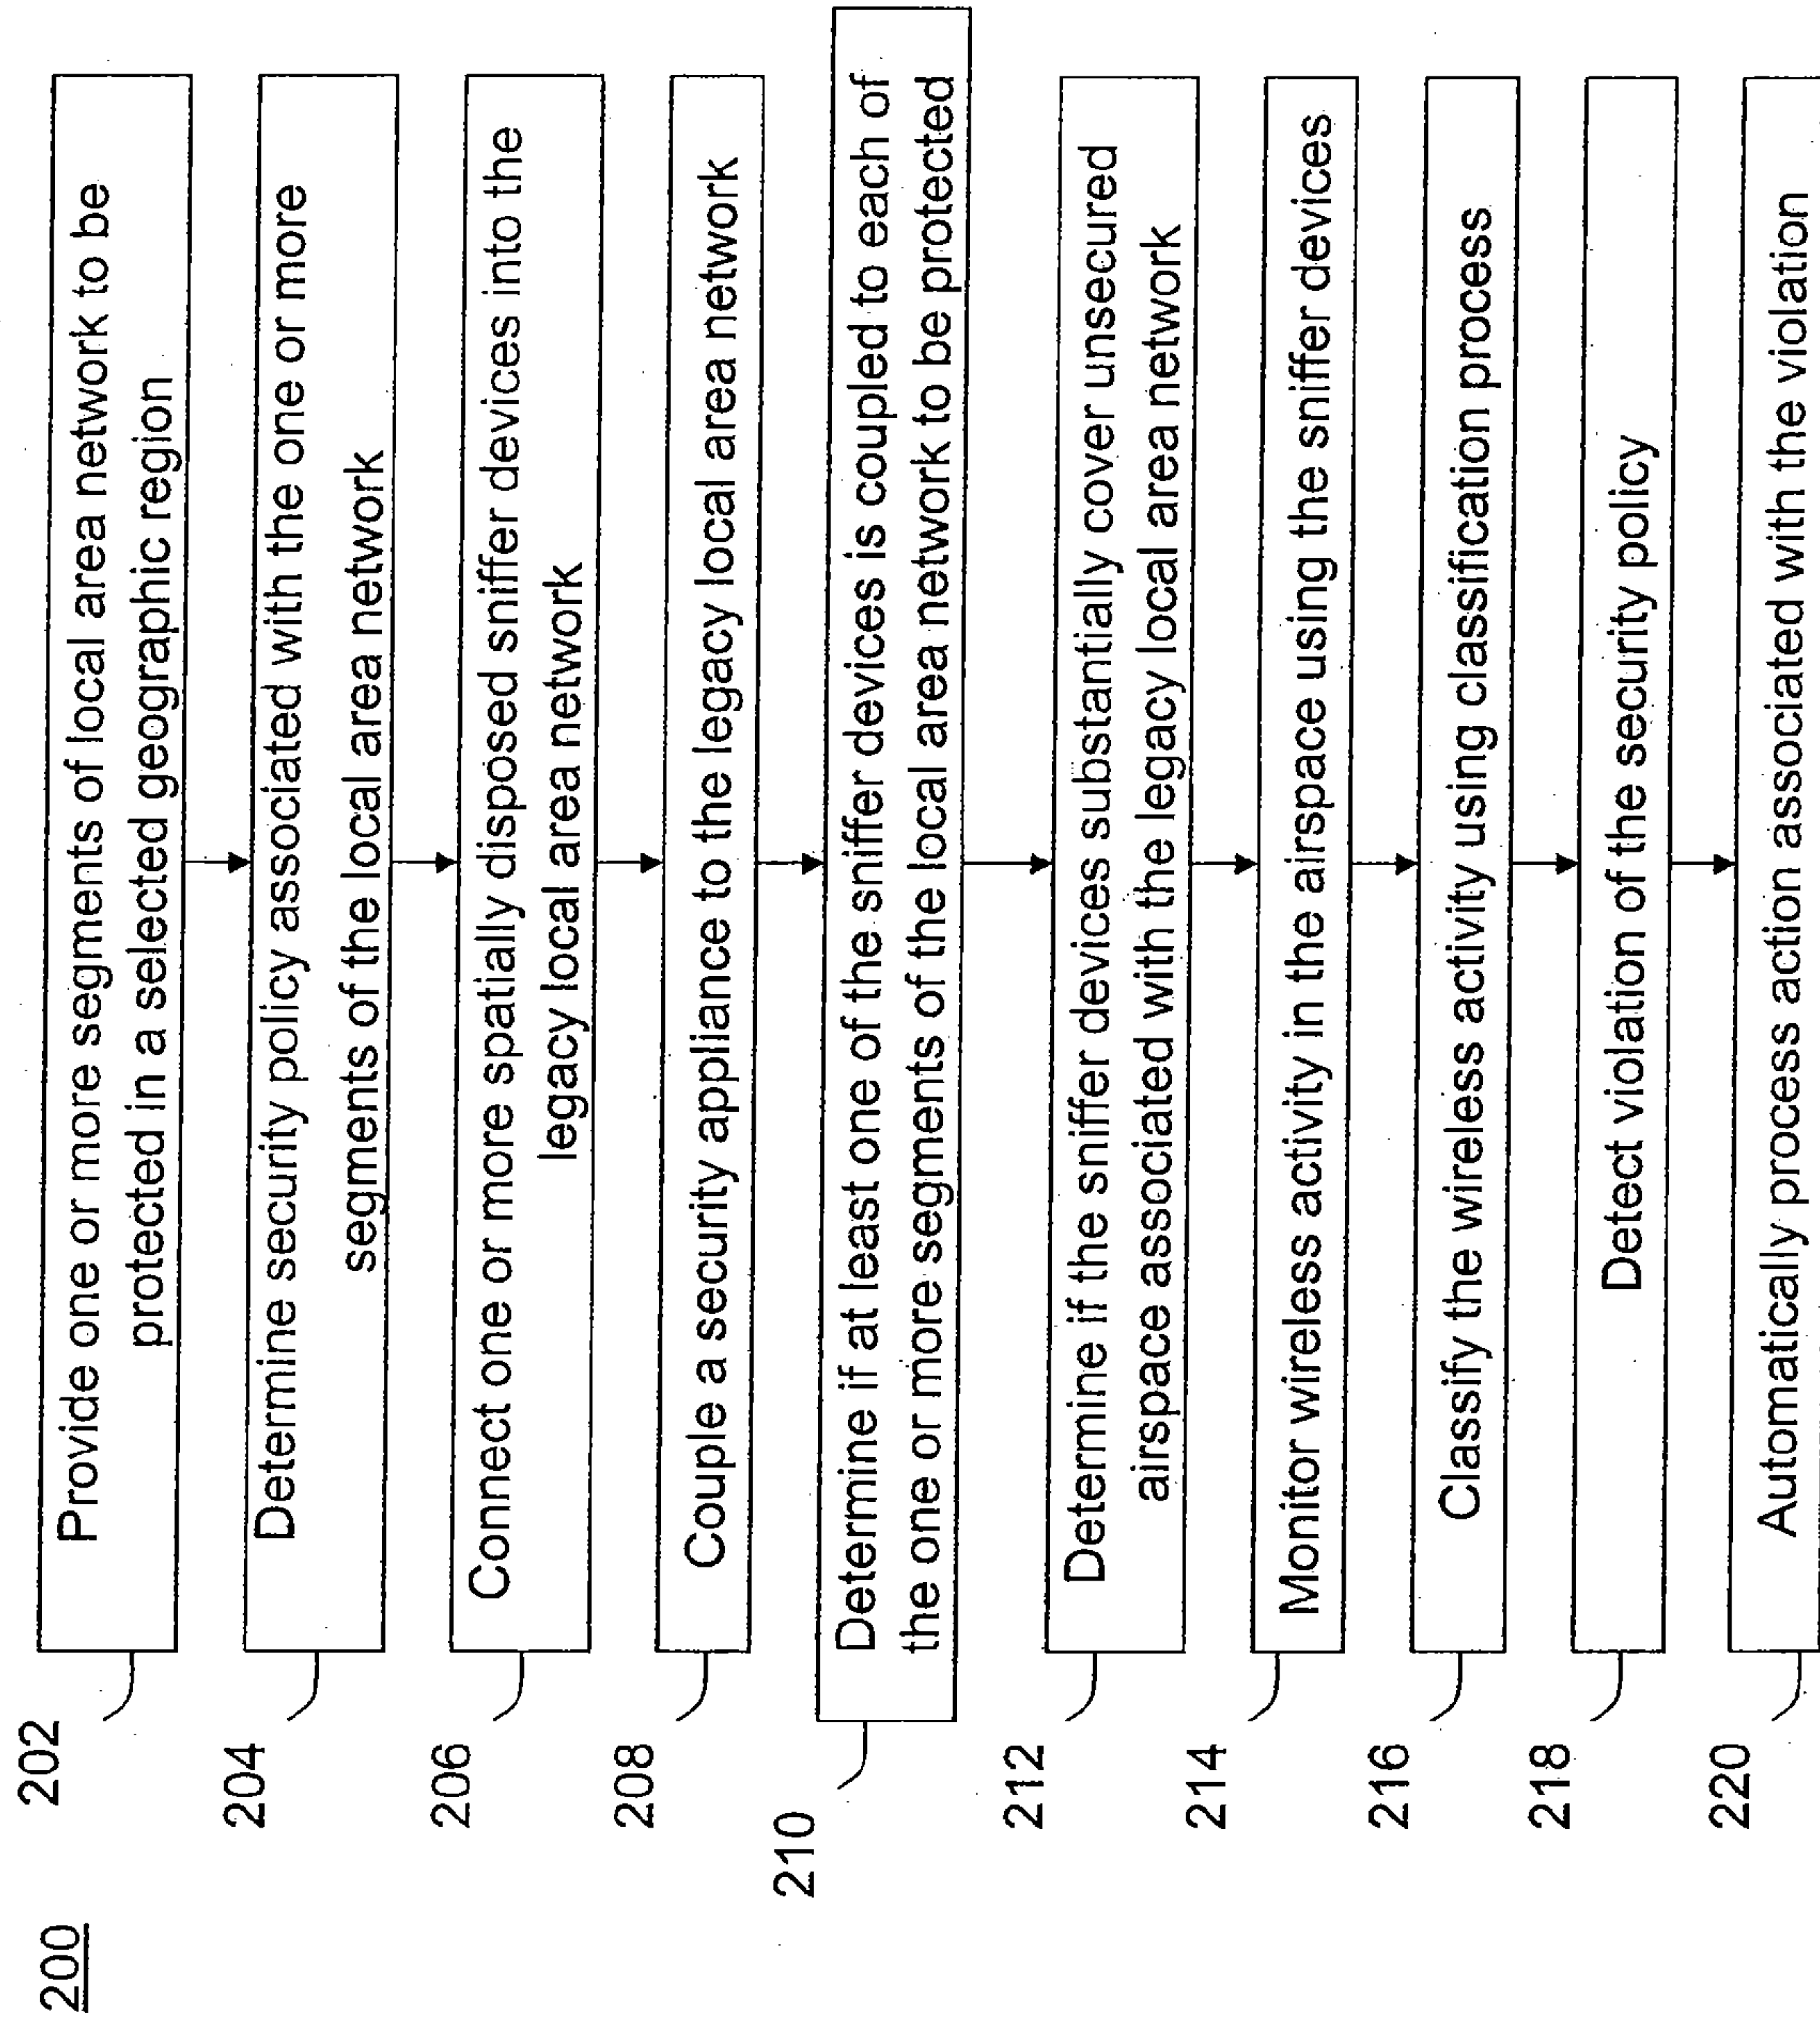 200
202
Provide one or more segments of local area network to be
protected in a selected geographic region
204
Determine security policy associated with the one or more
segments of the local area network
206
Connect one or more spatially disposed sniffer devices into the
legacy local area network
208
Couple a security appliance to the legacy local area network
210
Determine if at least one of the sniffer devices is coupled to each of
the one or more segments of the local area network to be protected
212
Determine if the sniffer devices substantially cover unsecured
airspace associated with the legacy local area network
214
Monitor wireless activity in the airspace using the sniffer devices
216
Classify the wireless activity using classification process
218
Detect violation of the security policy
220
Automatically process action associated with the violation